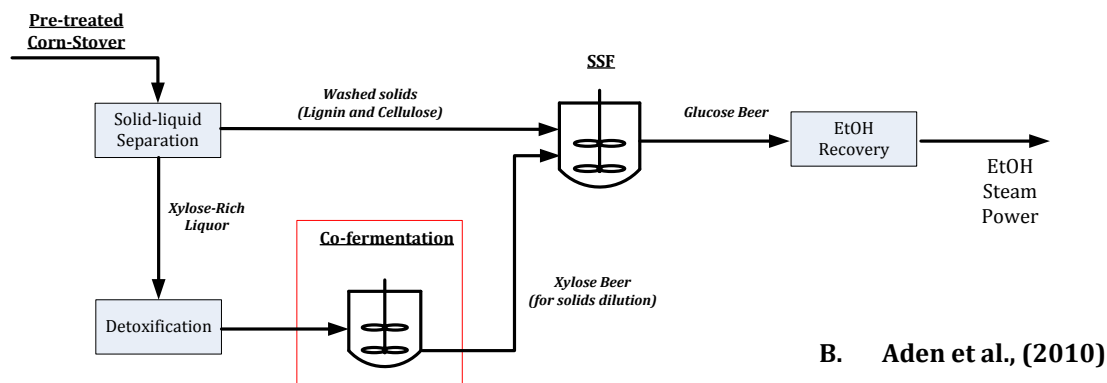 Pre-treated
Corn-Stover
SSF
Washed solids
(Lignin and Cellulose)
Glucose Beer
Solid-liquid
Separation
EtOH
Recovery
EtOH
Steam
Power
Xylose-Rich
Liquor
Co-fermentation
Xylose Beer
(for solids dilution)
Detoxification
B. Aden et al., (2010)